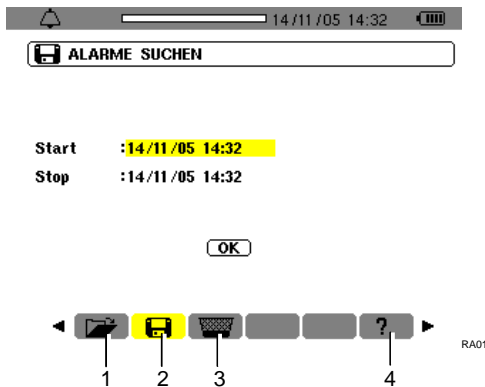 14/11/05 14:32
ALARME SUCHEN
Start :14/11/05 14:32
Stop :14/11/05 14:32
OK
?
RA01
1 2 3 4